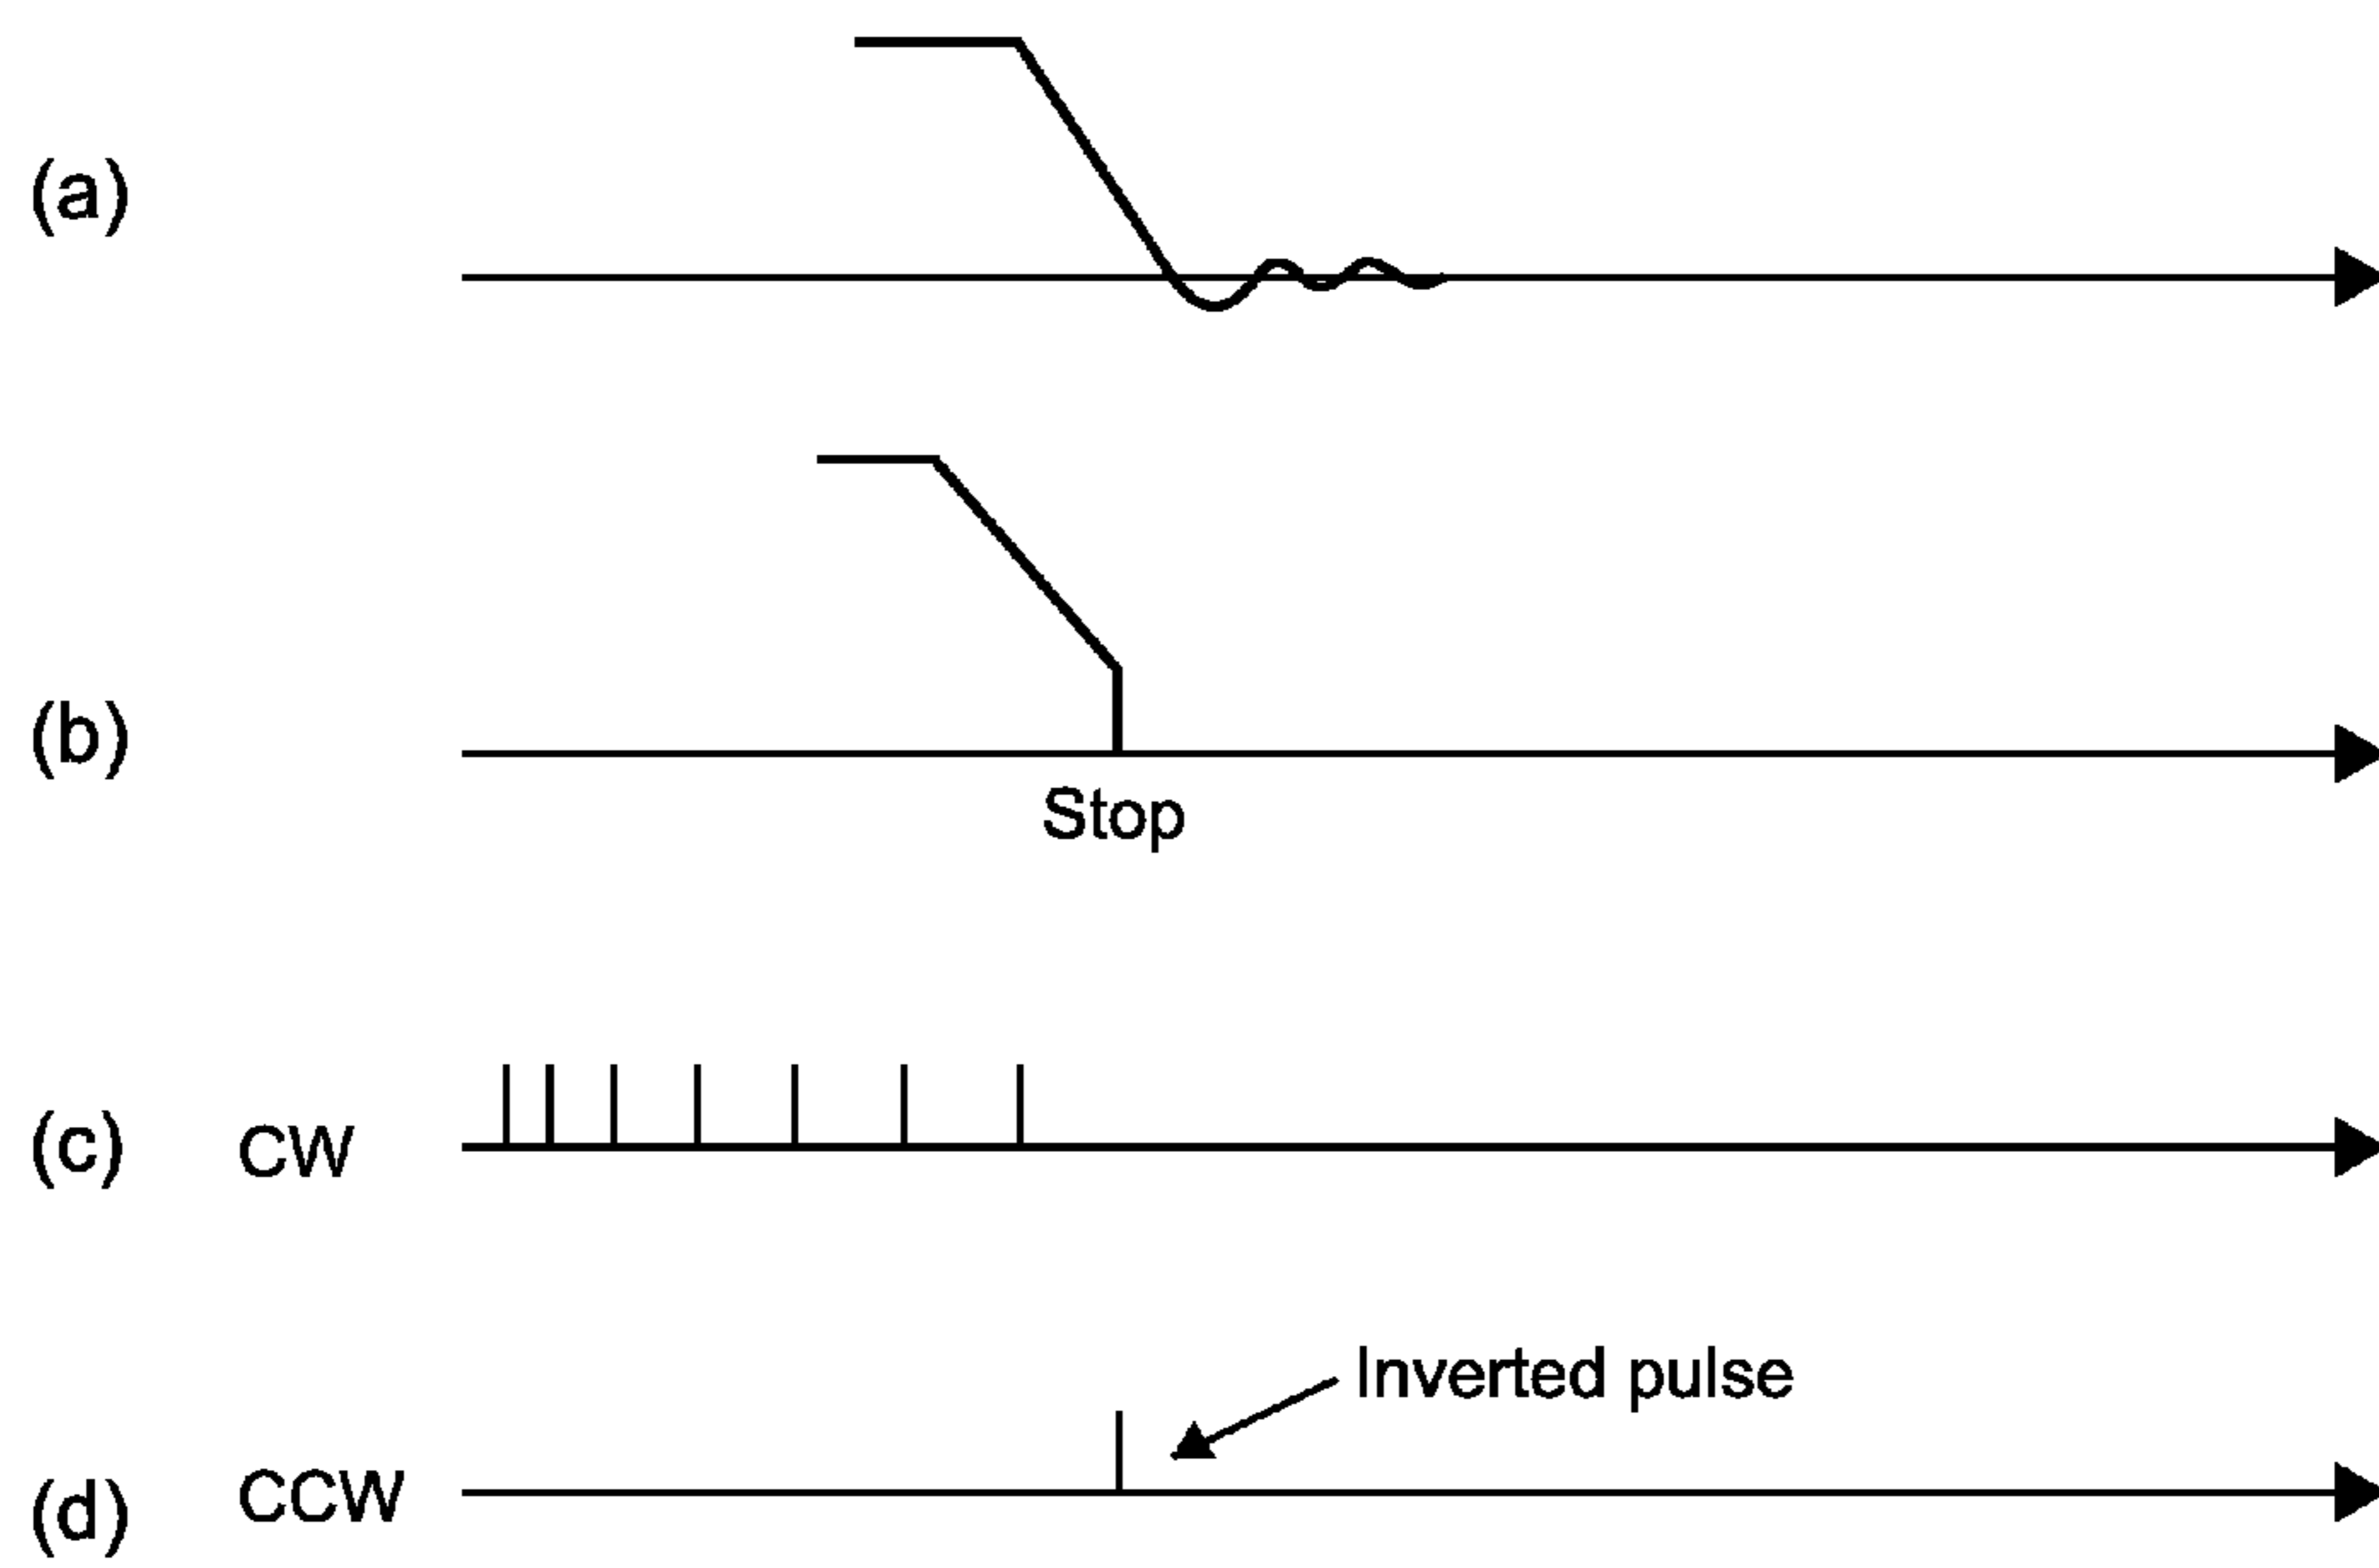 (a)
(b)
Stop
(c) CW
Inverted pulse
(d) CCW